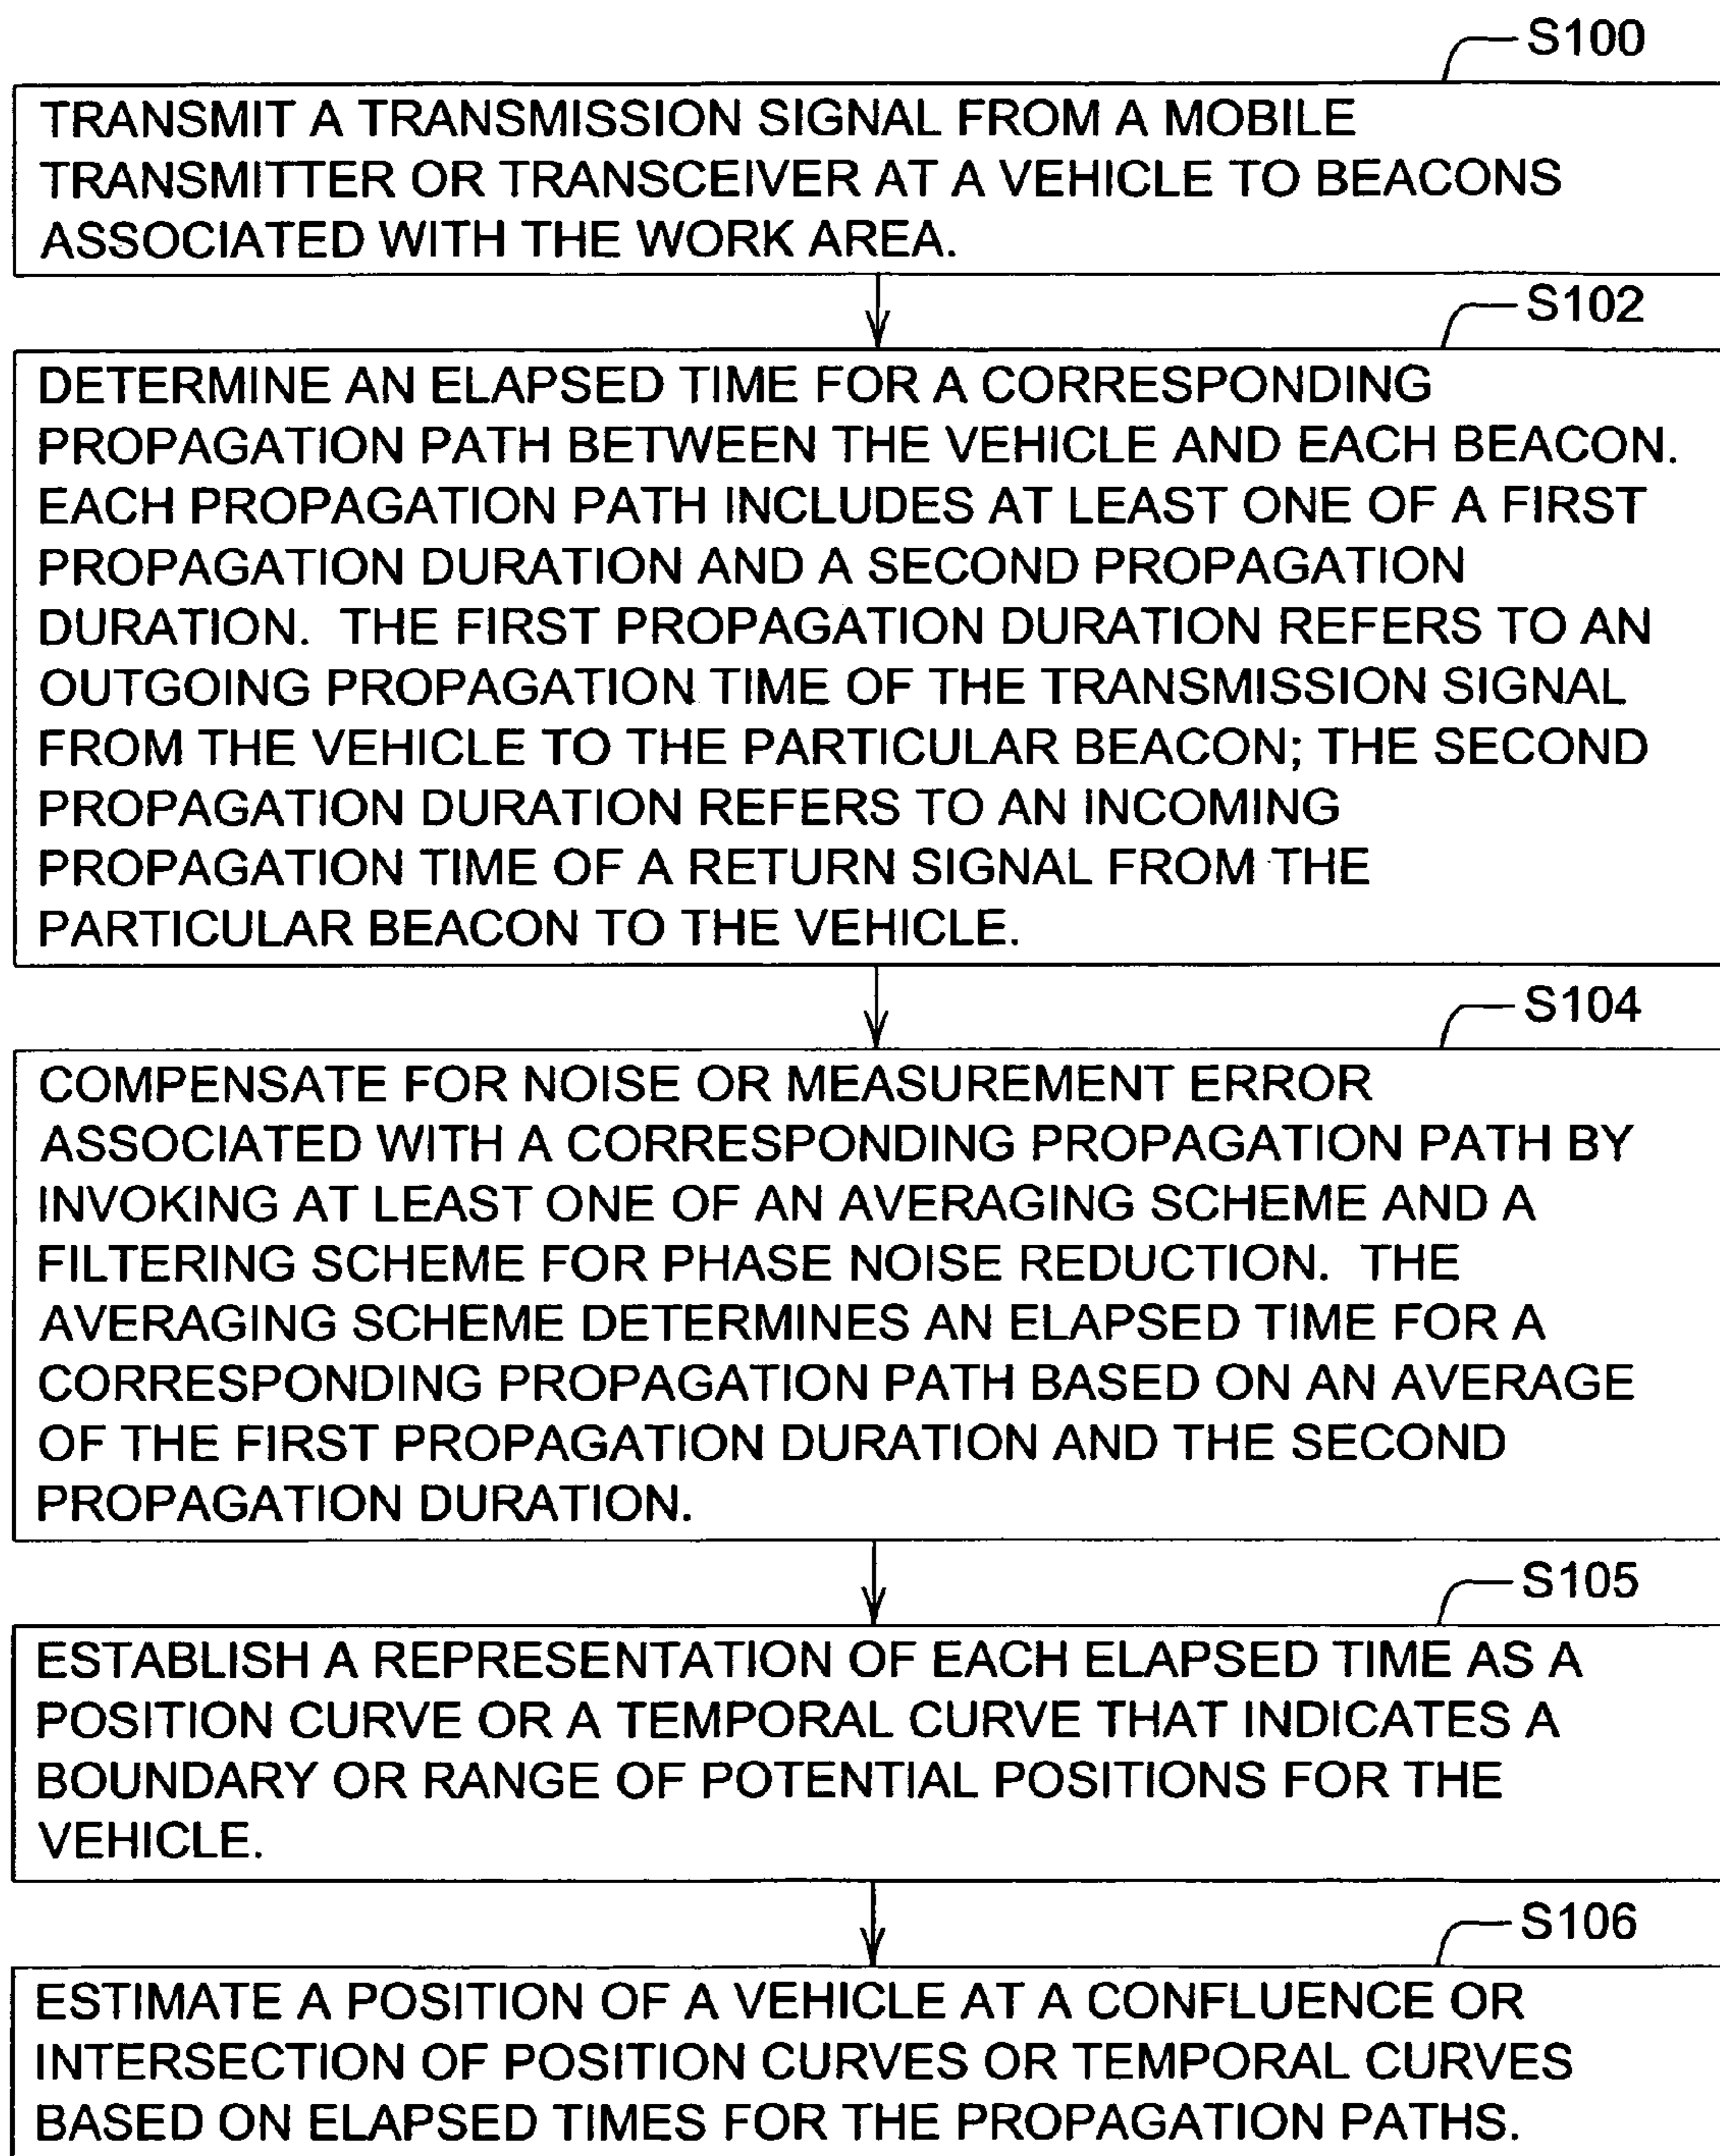 S100
TRANSMIT A TRANSMISSION SIGNAL FROM A MOBILE
TRANSMITTER OR TRANSCEIVER AT A VEHICLE TO BEACONS
ASSOCIATED WITH THE WORK AREA.
S102
DETERMINE AN ELAPSED TIME FOR A CORRESPONDING
PROPAGATION PATH BETWEEN THE VEHICLE AND EACH BEACON.
EACH PROPAGATION PATH INCLUDES AT LEAST ONE OF A FIRST
PROPAGATION DURATION AND A SECOND PROPAGATION
DURATION. THE FIRST PROPAGATION DURATION REFERS TO AN
OUTGOING PROPAGATION TIME OF THE TRANSMISSION SIGNAL
FROM THE VEHICLE TO THE PARTICULAR BEACON; THE SECOND
PROPAGATION DURATION REFERS TO AN INCOMING
PROPAGATION TIME OF A RETURN SIGNAL FROM THE
PARTICULAR BEACON TO THE VEHICLE.
S104
COMPENSATE FOR NOISE OR MEASUREMENT ERROR
ASSOCIATED WITH A CORRESPONDING PROPAGATION PATH BY
INVOKING AT LEAST ONE OF AN AVERAGING SCHEME AND A
FILTERING SCHEME FOR PHASE NOISE REDUCTION. THE
AVERAGING SCHEME DETERMINES AN ELAPSED TIME FOR A
CORRESPONDING PROPAGATION PATH BASED ON AN AVERAGE
OF THE FIRST PROPAGATION DURATION AND THE SECOND
PROPAGATION DURATION.
S105
ESTABLISH A REPRESENTATION OF EACH ELAPSED TIME AS A
POSITION CURVE OR A TEMPORAL CURVE THAT INDICATES A
BOUNDARY OR RANGE OF POTENTIAL POSITIONS FOR THE
VEHICLE.
S106
ESTIMATE A POSITION OF A VEHICLE AT A CONFLUENCE OR
INTERSECTION OF POSITION CURVES OR TEMPORAL CURVES
BASED ON ELAPSED TIMES FOR THE PROPAGATION PATHS.